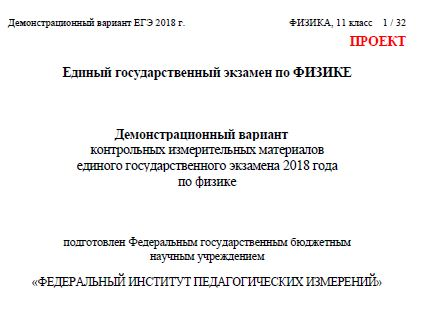 Демонстрационный вариант ЕГЭ 2018 г. ФИЗИКА, 11 класс 1 / 32
ПРОЕКТ
Единый государственный экзамен по ФИЗИКЕ
Демонстрационный вариант
контрольных измерительных материалов
единого государственного экзамена 2018 года
по физике
подготовлен Федеральным государственным бюджетным
научным учреждением
«ФЕДЕРАЛЬНЫЙ ИНСТИТУТ ПЕДАГОГИЧЕСКИХ ИЗМЕРЕНИЙ»